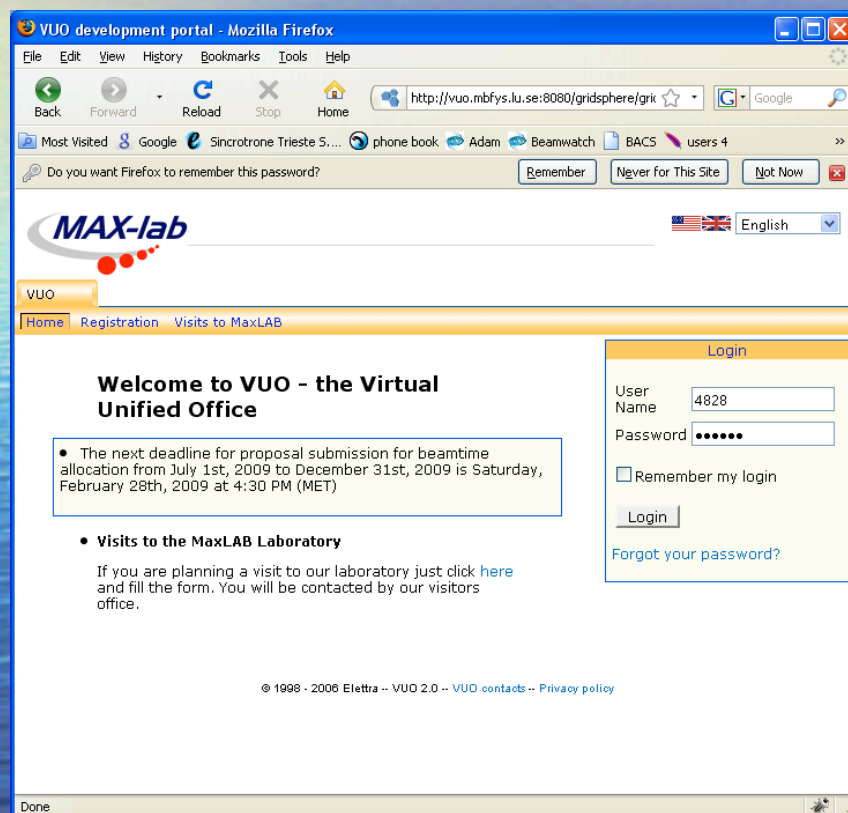 VUO development portal - Mozilla Firefox
File Edit View History Bookmarks Tools Help
Back Forward Reload Stop Home http://vuo.mbfys.lu.se:8080/gridsphere/gri G Google
Most Visited Google Sincrotrone Trieste S.... phone book Adam Beamwatch BACS users 4 »
Do you want Firefox to remember this password? Remember Never for This Site Not Now
MAX-lab
English
VUO
Home Registration Visits to MaxLAB
Login
Welcome to VUO - the Virtual
Unified Office
User
Name 4828
Password ●●●●●●
• The next deadline for proposal submission for beamtime
allocation from July 1st, 2009 to December 31st, 2009 is Saturday,
February 28th, 2009 at 4:30 PM (MET)
Remember my login
Login
Forgot your password?
• Visits to the MaxLAB Laboratory
If you are planning a visit to our laboratory just click here
and fill the form. You will be contacted by our visitors
office.
© 1998 - 2006 Elettra -- VUO 2.0 -- VUO contacts -- Privacy policy
Done